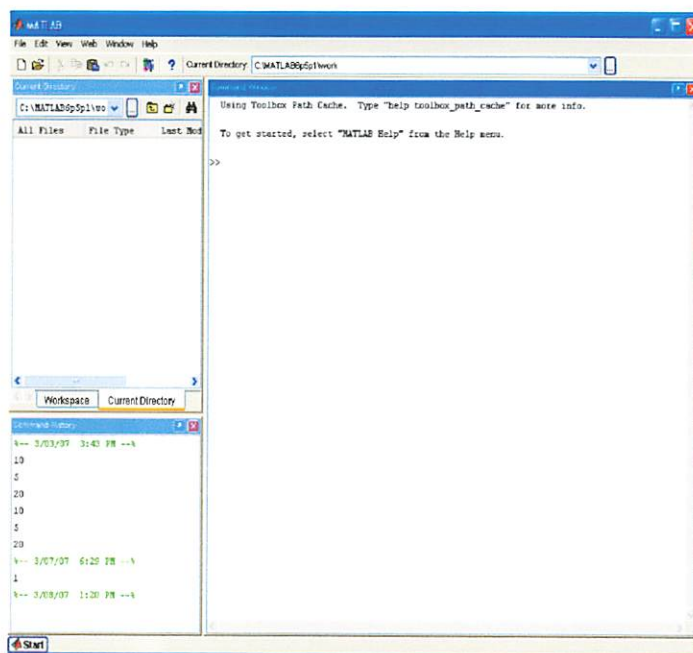 MATLAB
File Edit View Web Window Help
? Current Directory: C:\MATLAB6p5p1\work ...
Current Directory
C:\MATLAB6p5p1\wo ...
All Files File Type Last Mod
Workspace Current Directory
Command History
%-- 3/03/07 3:43 PM --%
10
5
20
10
5
20
%-- 3/07/07 6:29 PM --%
1
%-- 3/08/07 1:20 PM --%
Command Window
Using Toolbox Path Cache. Type "help toolbox_path_cache" for more info.
To get started, select "MATLAB Help" from the Help menu.
>>
Start